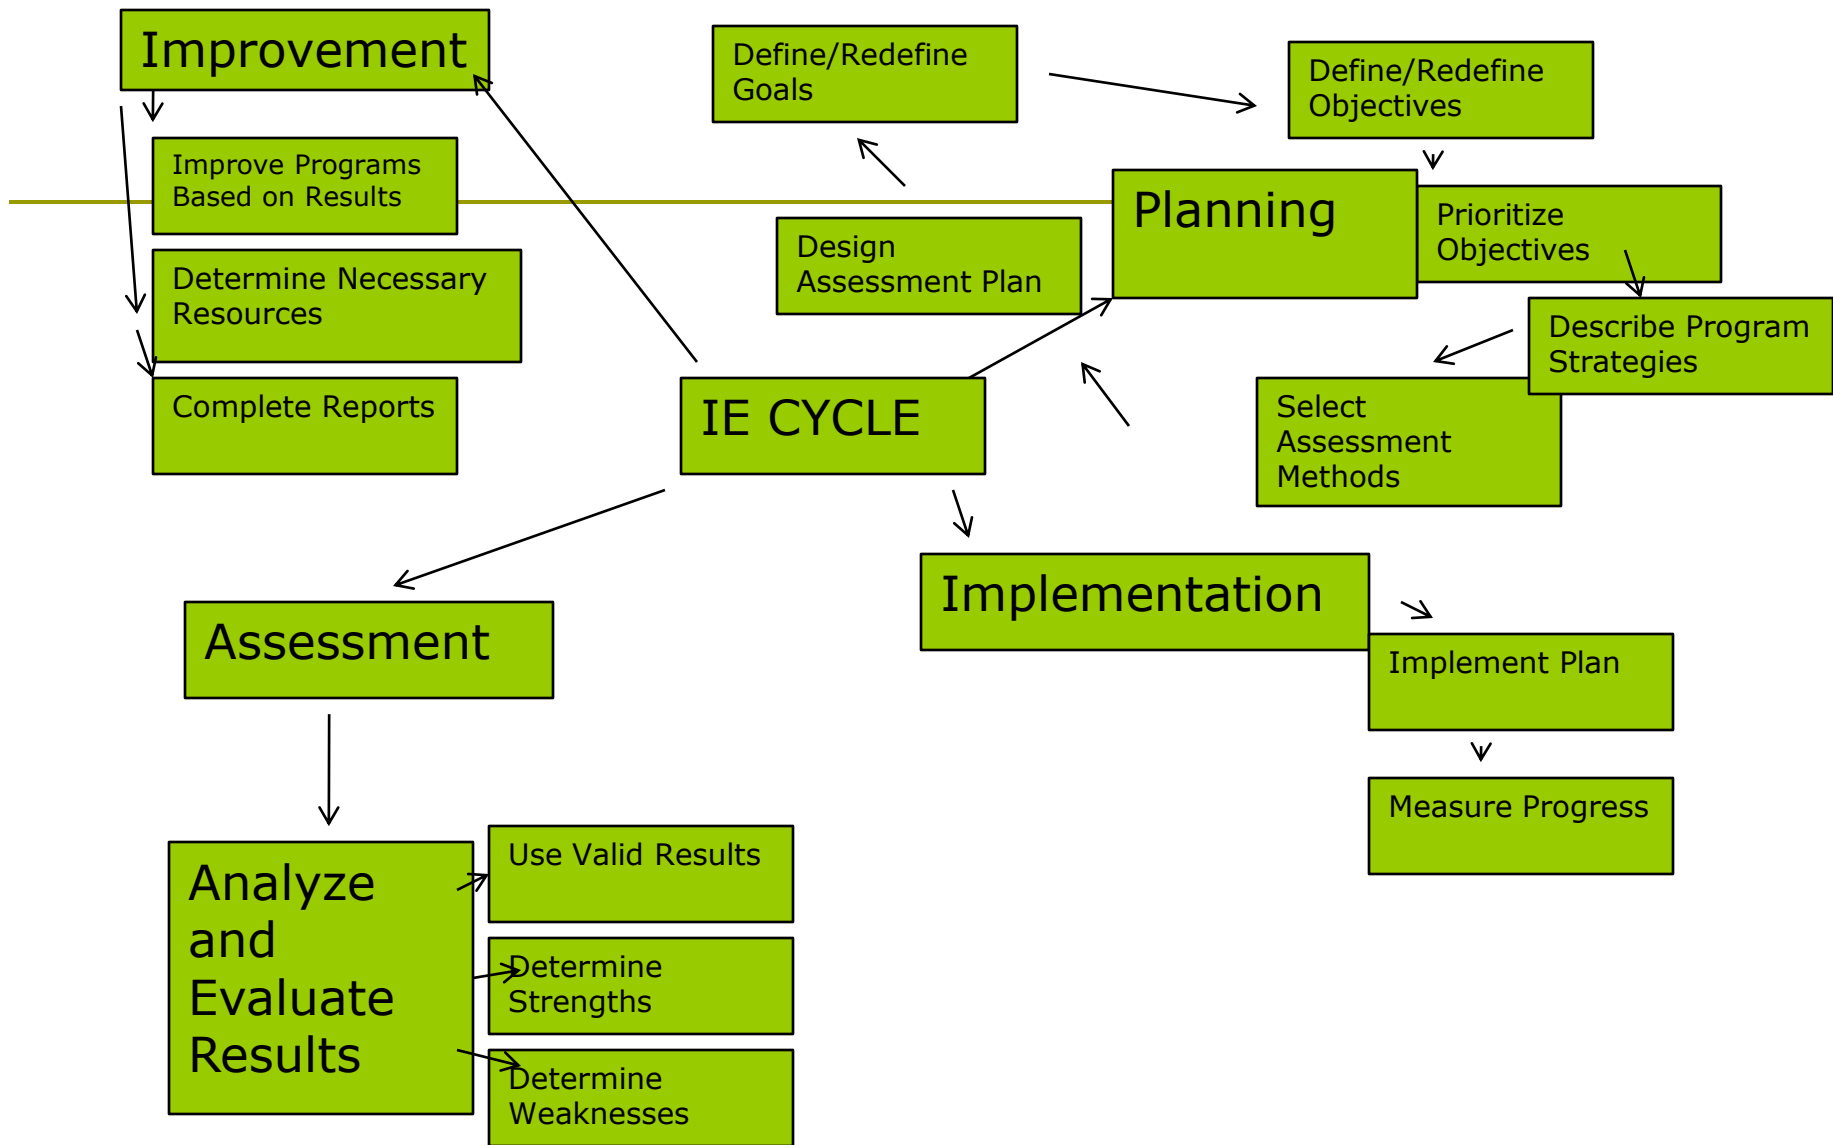 Improvement
Improve Programs
Based on Results
Determine Necessary
Resources
Complete Reports
Define/Redefine
Goals
Define/Redefine
Objectives
Planning
Prioritize
Objectives
Design
Assessment Plan
Describe Program
Strategies
Select
Assessment
Methods
IE CYCLE
Implementation
Implement Plan
Measure Progress
Assessment
Analyze
and
Evaluate
Results
Use Valid Results
Determine
Strengths
Determine
Weaknesses